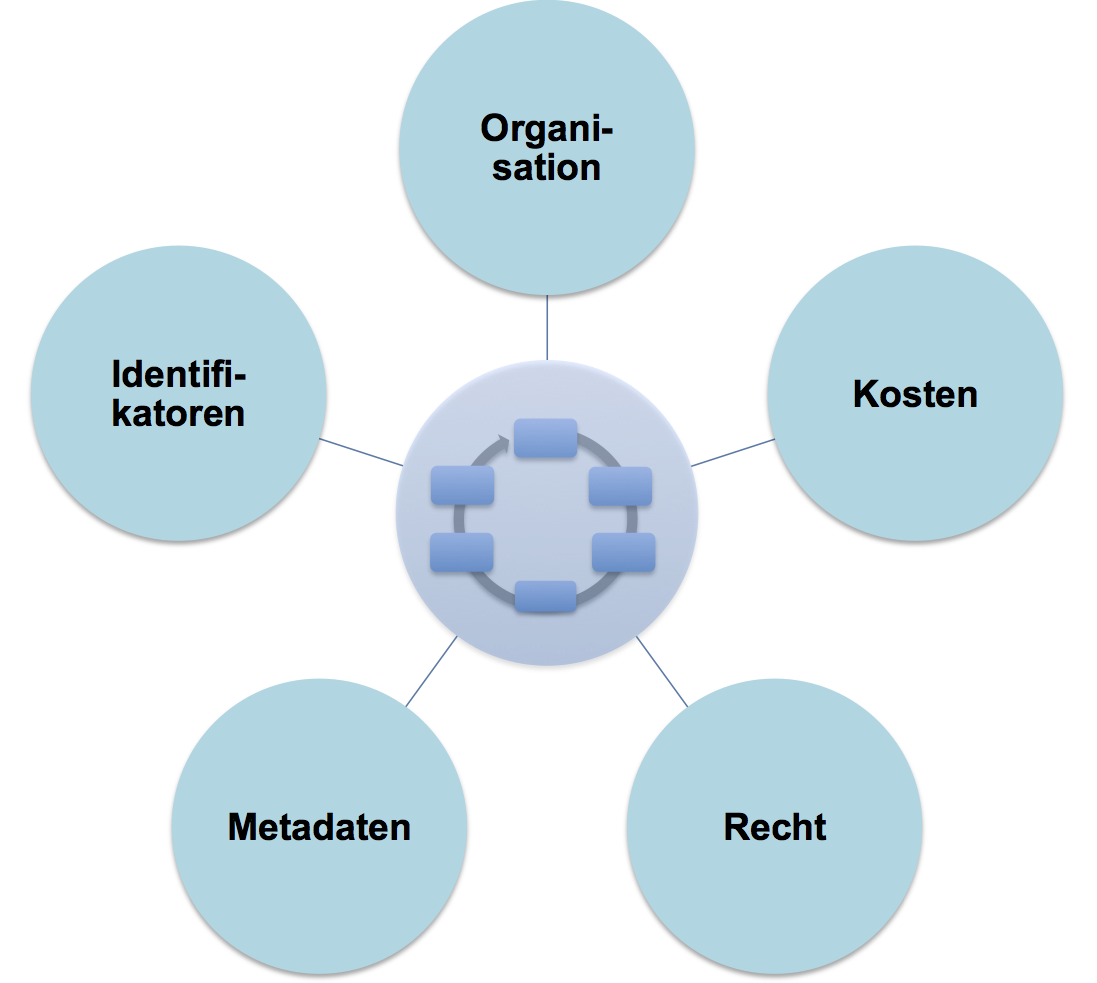 Organi-
sation
Identifi-
katoren
Kosten
Metadaten
Recht